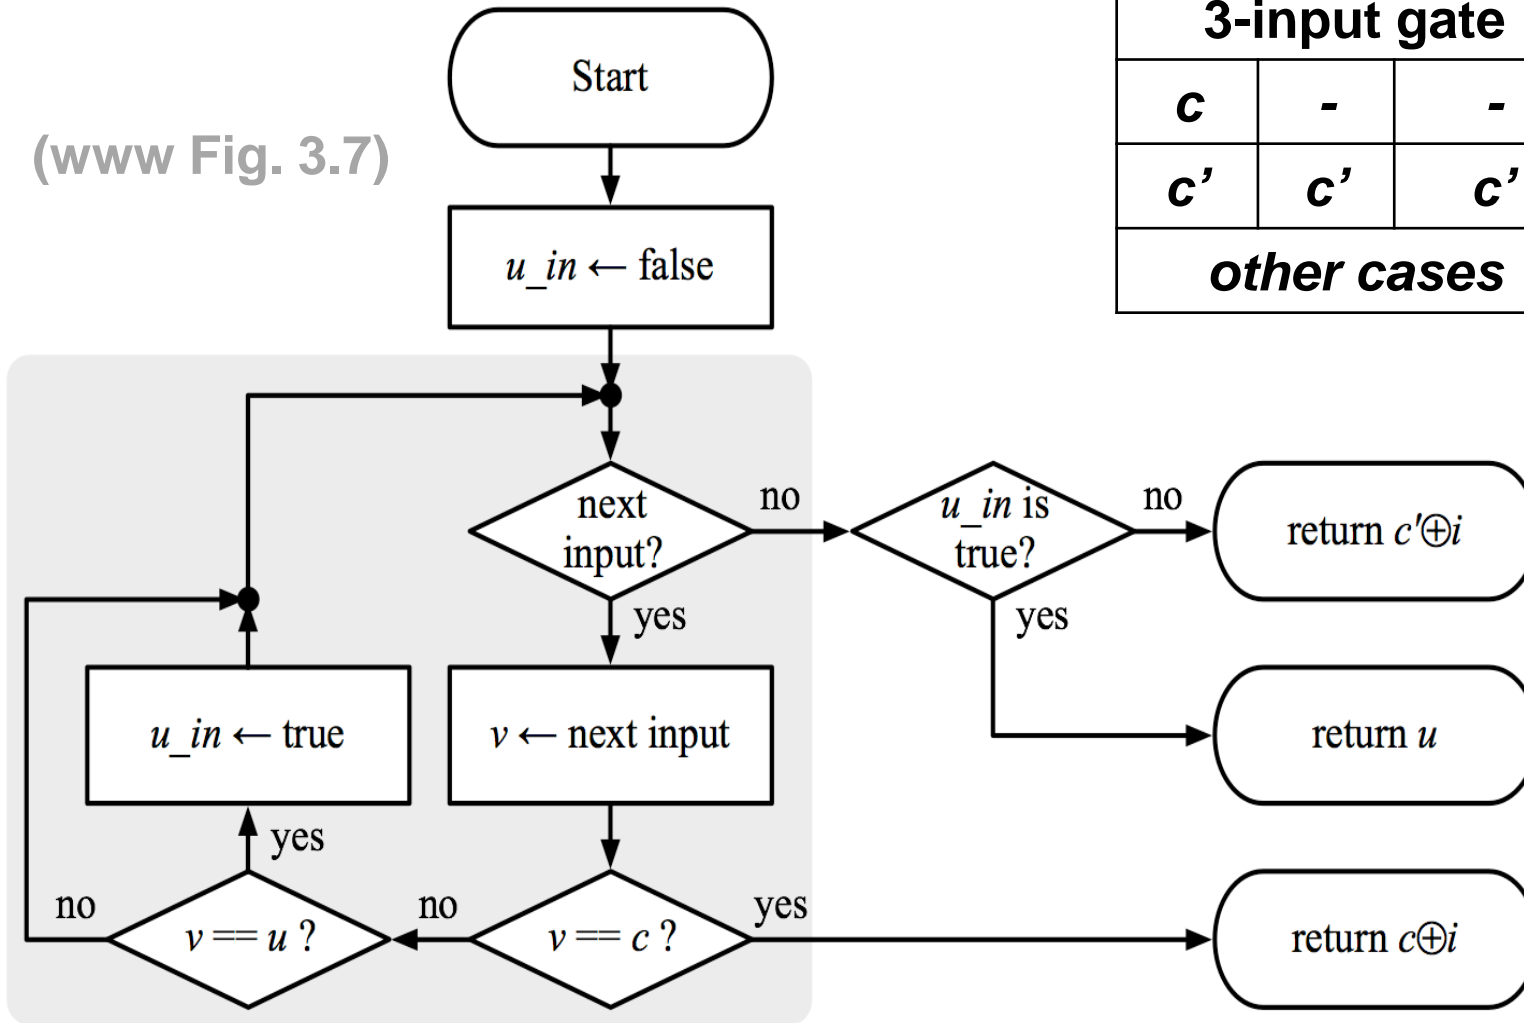 3-input gate
c - -
c’ c’ c’
other cases
(www Fig. 3.7)
Start
u_in ← false
next
input?
no
yes
u_in is
true?
no
yes
return c'⊕i
u_in ← true
v ← next input
return u
yes
no
v == u ?
no
v == c ?
yes
return c⊕i